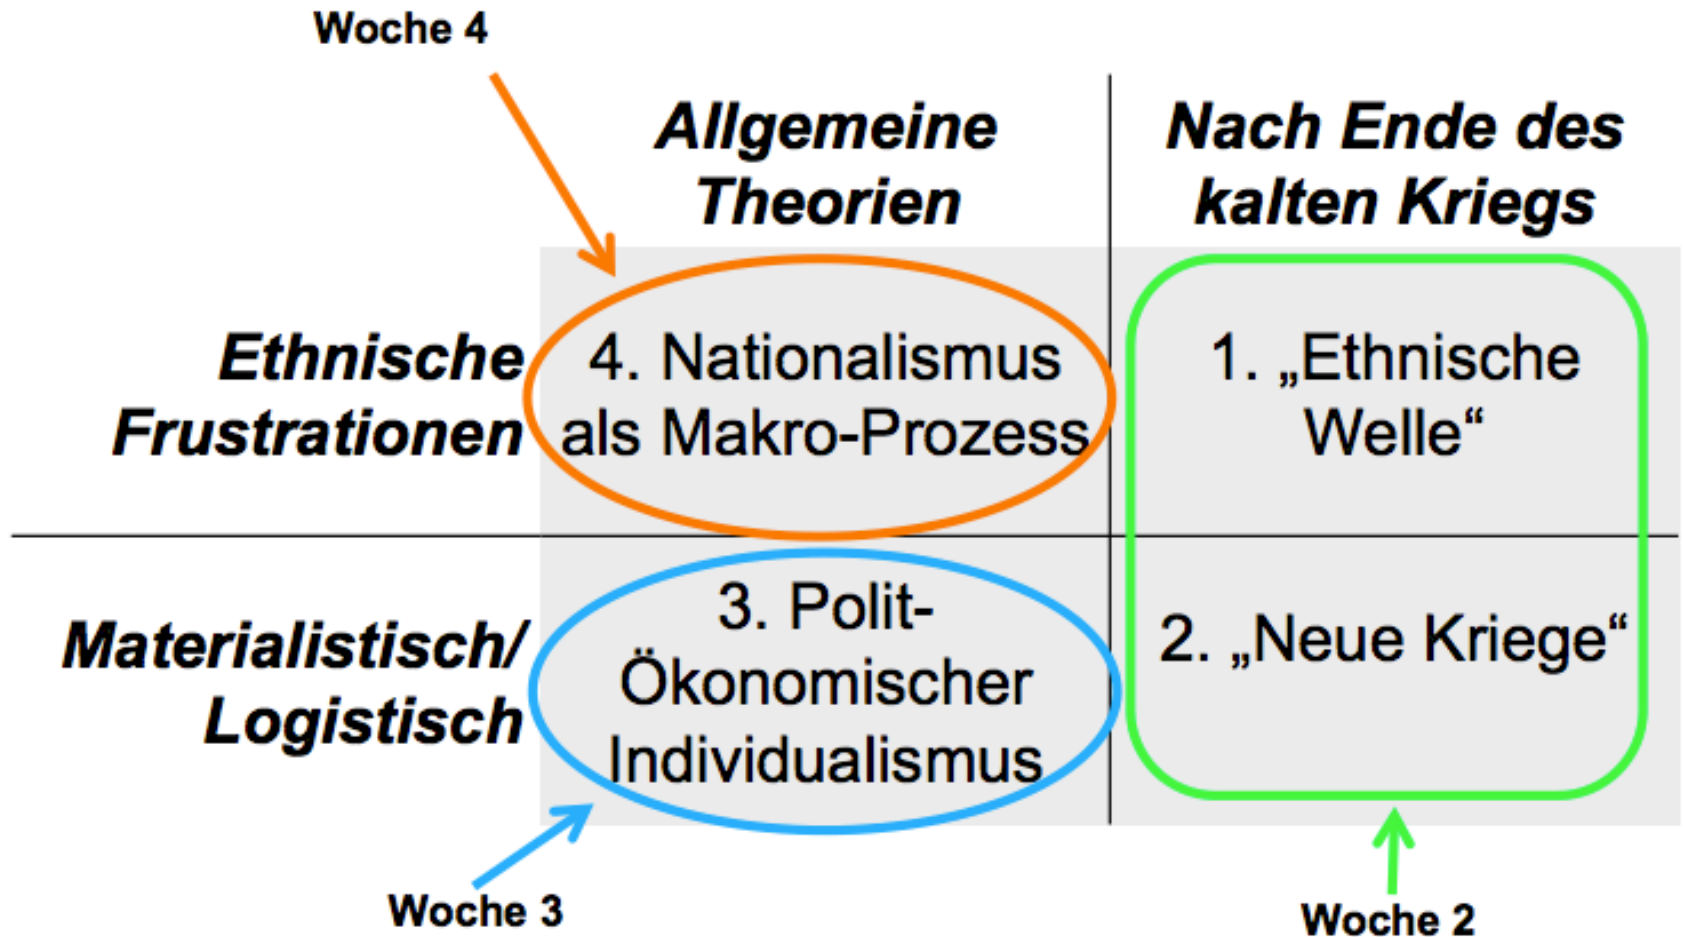 Woche 4
Allgemeine
Theorien
Nach Ende des
kalten Kriegs
Ethnische
Frustrationen
4. Nationalismus
als Makro-Prozess
1. „Ethnische
Welle“
Materialistisch/
Logistisch
3. Polit-
Ökonomischer
Individualismus
2. „Neue Kriege“
Woche 3
Woche 2